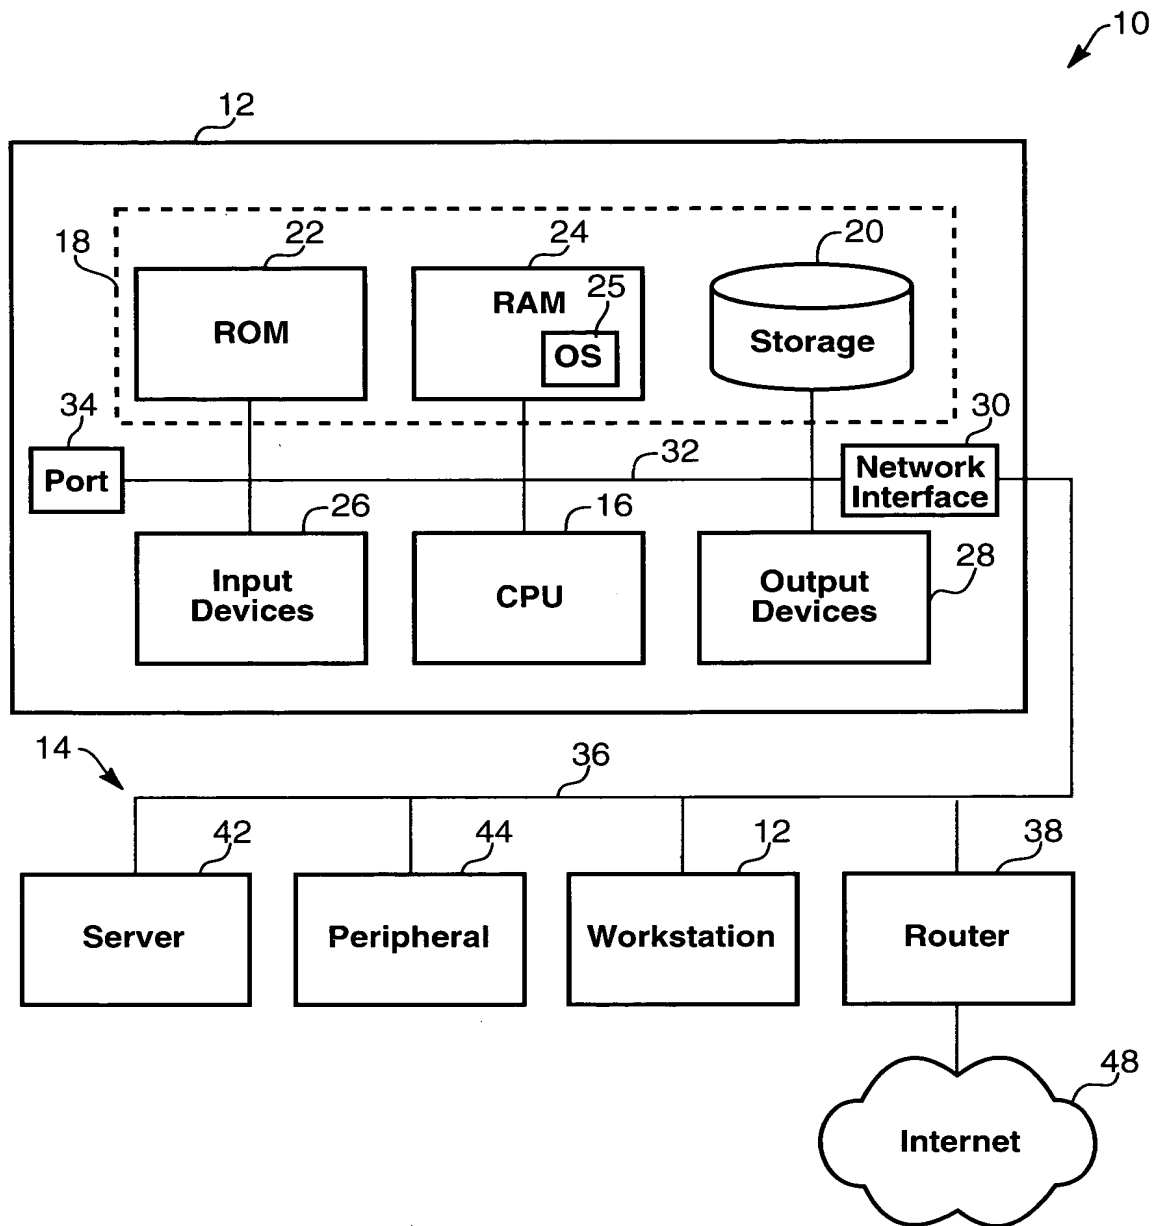 10
12
18
22
24
20
ROM
RAM
25
OS
Storage
34
30
Port
32
Network
Interface
26
16
28
Input
Devices
CPU
Output
Devices
14
36
42
44
12
38
Server
Peripheral
Workstation
Router
48
Internet